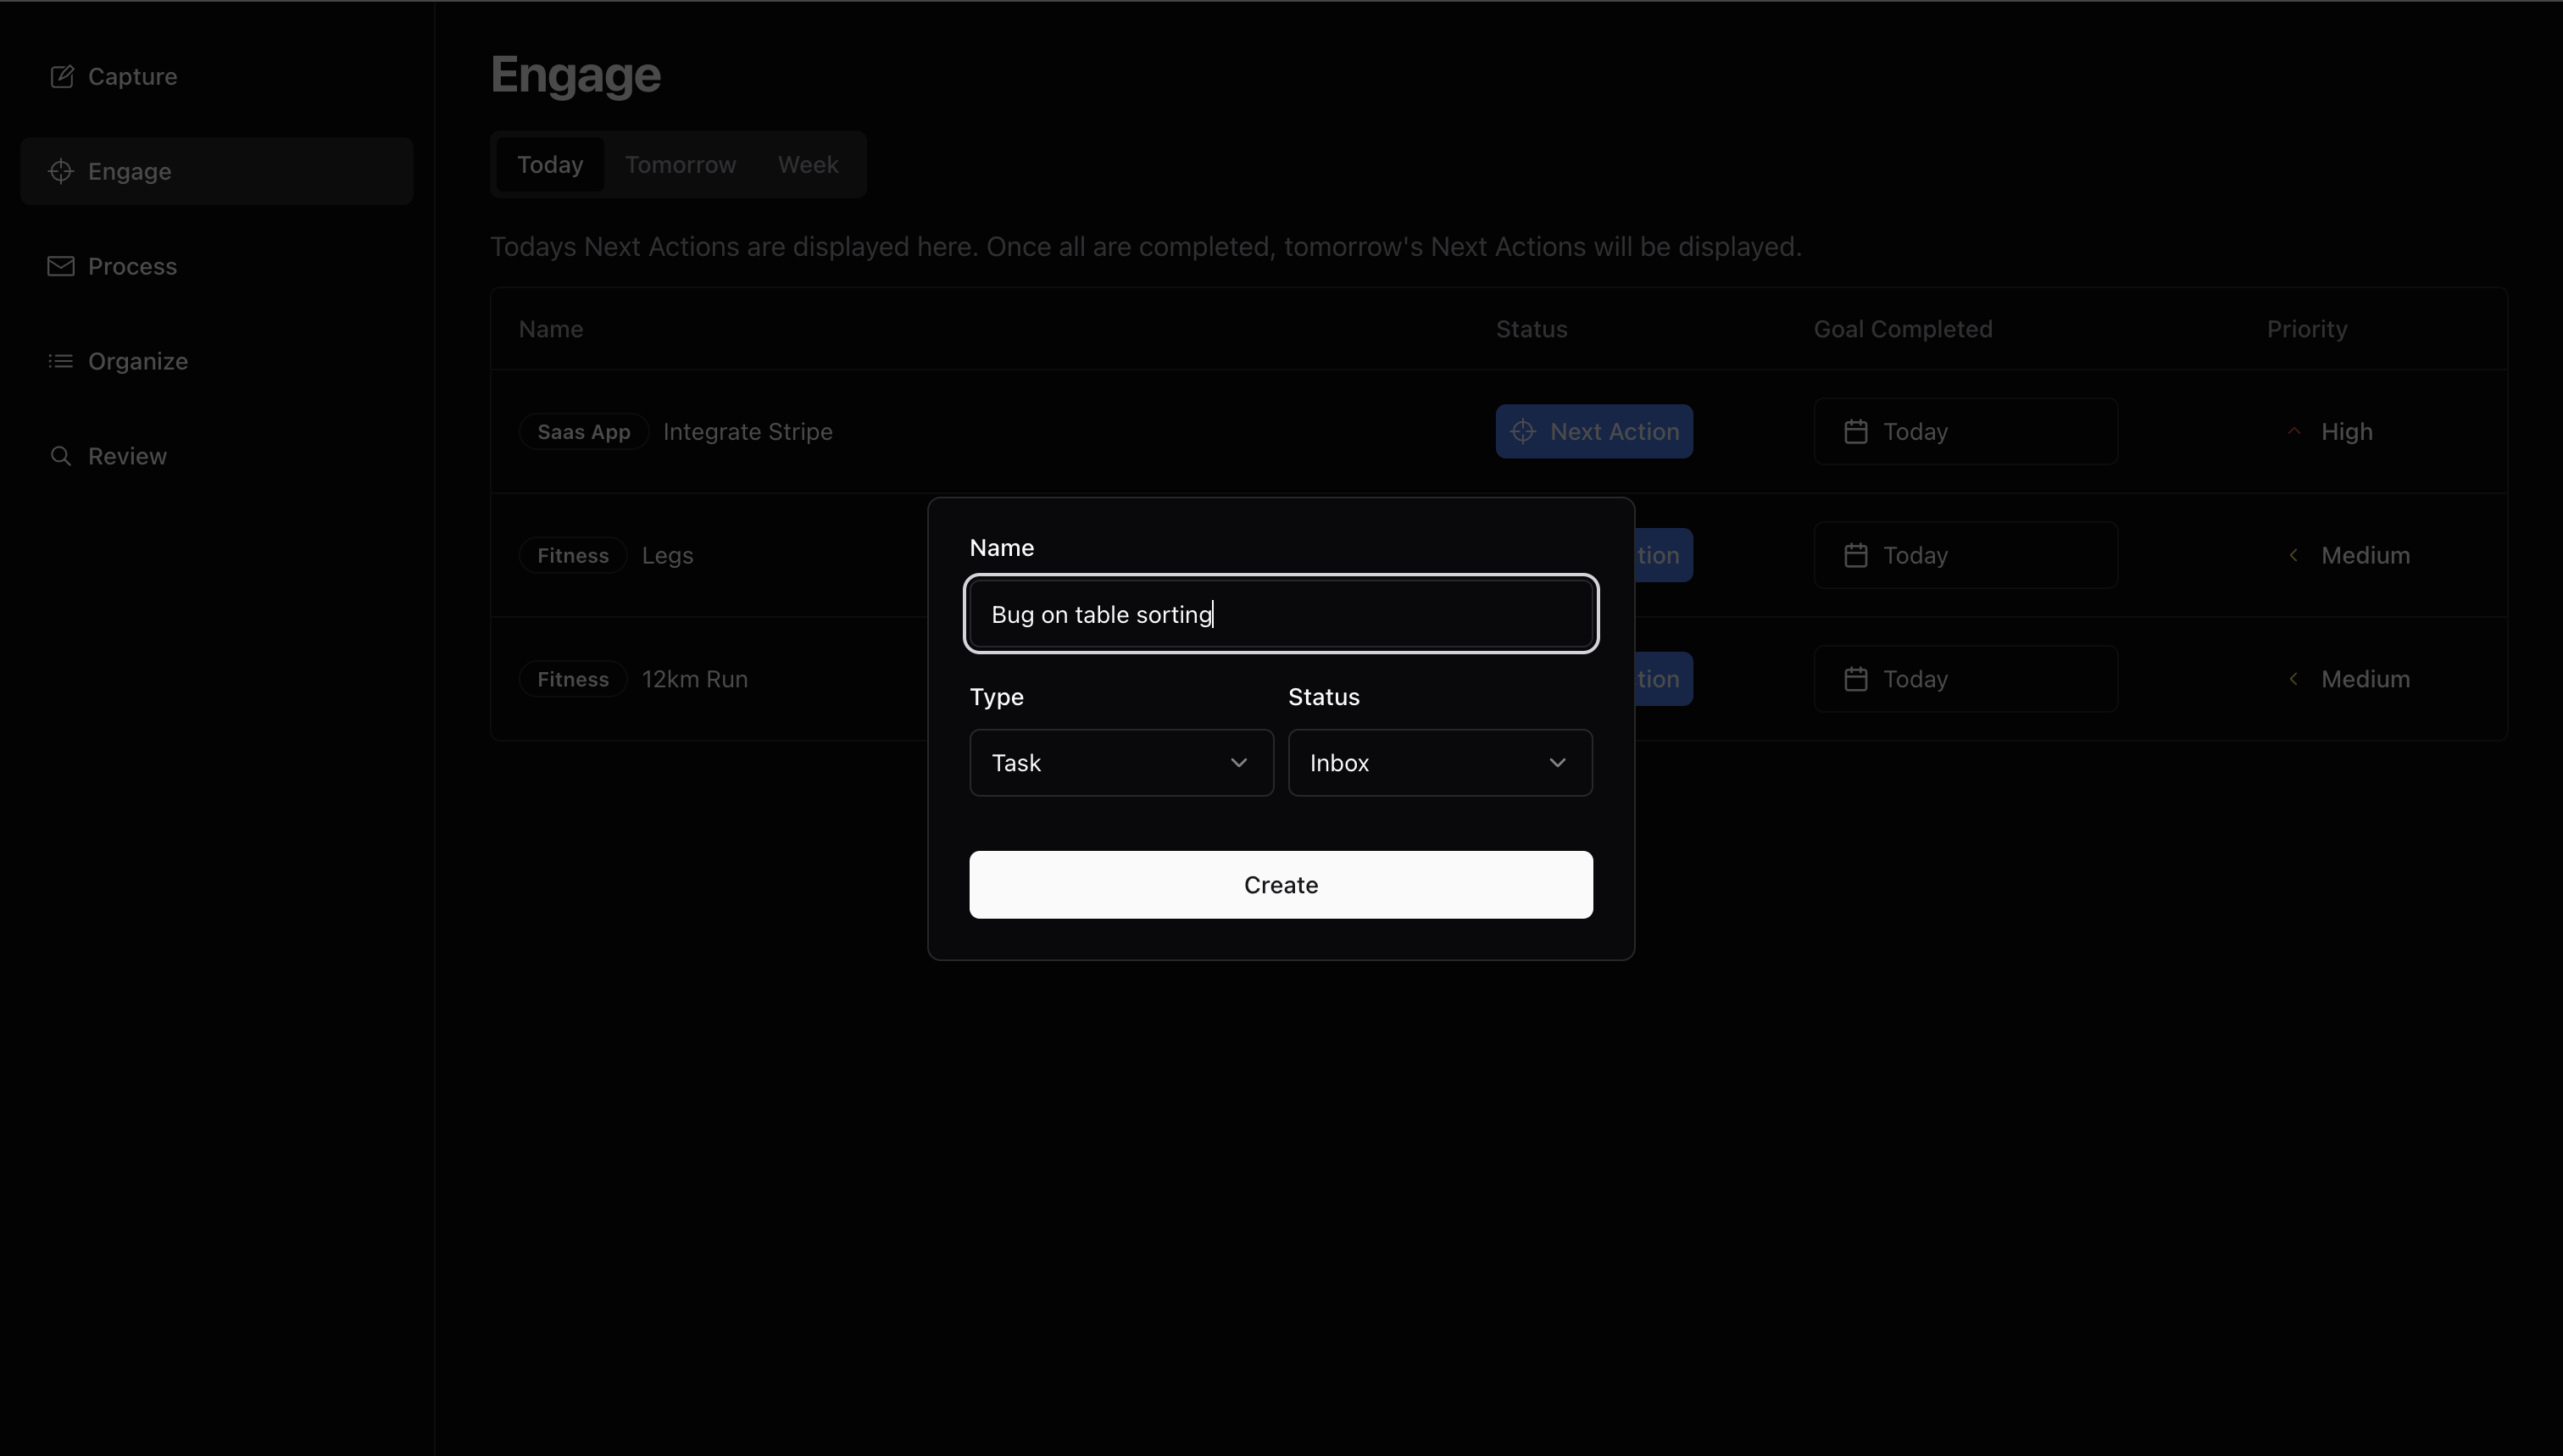 Capture
Engage
Process
Organize
Review
Engage
Today Tomorrow Week
Todays Next Actions are displayed here. Once all are completed, tomorrow's Next Actions will be displayed.
Name Status Goal Completed Priority
Saas App Integrate Stripe Next Action Today High
Fitness Legs tion Today Medium
Fitness 12km Run tion Today Medium
Name
Bug on table sorting
Type Status
Task Inbox
Create